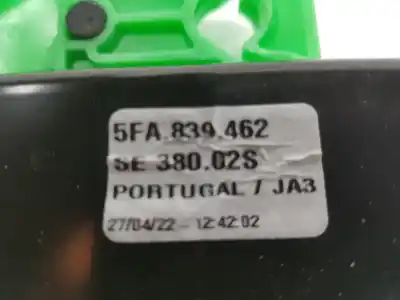 5FA.839.462
SE 380.02S
PORTUGAL / JA3
27/04/22 - 12:42:02